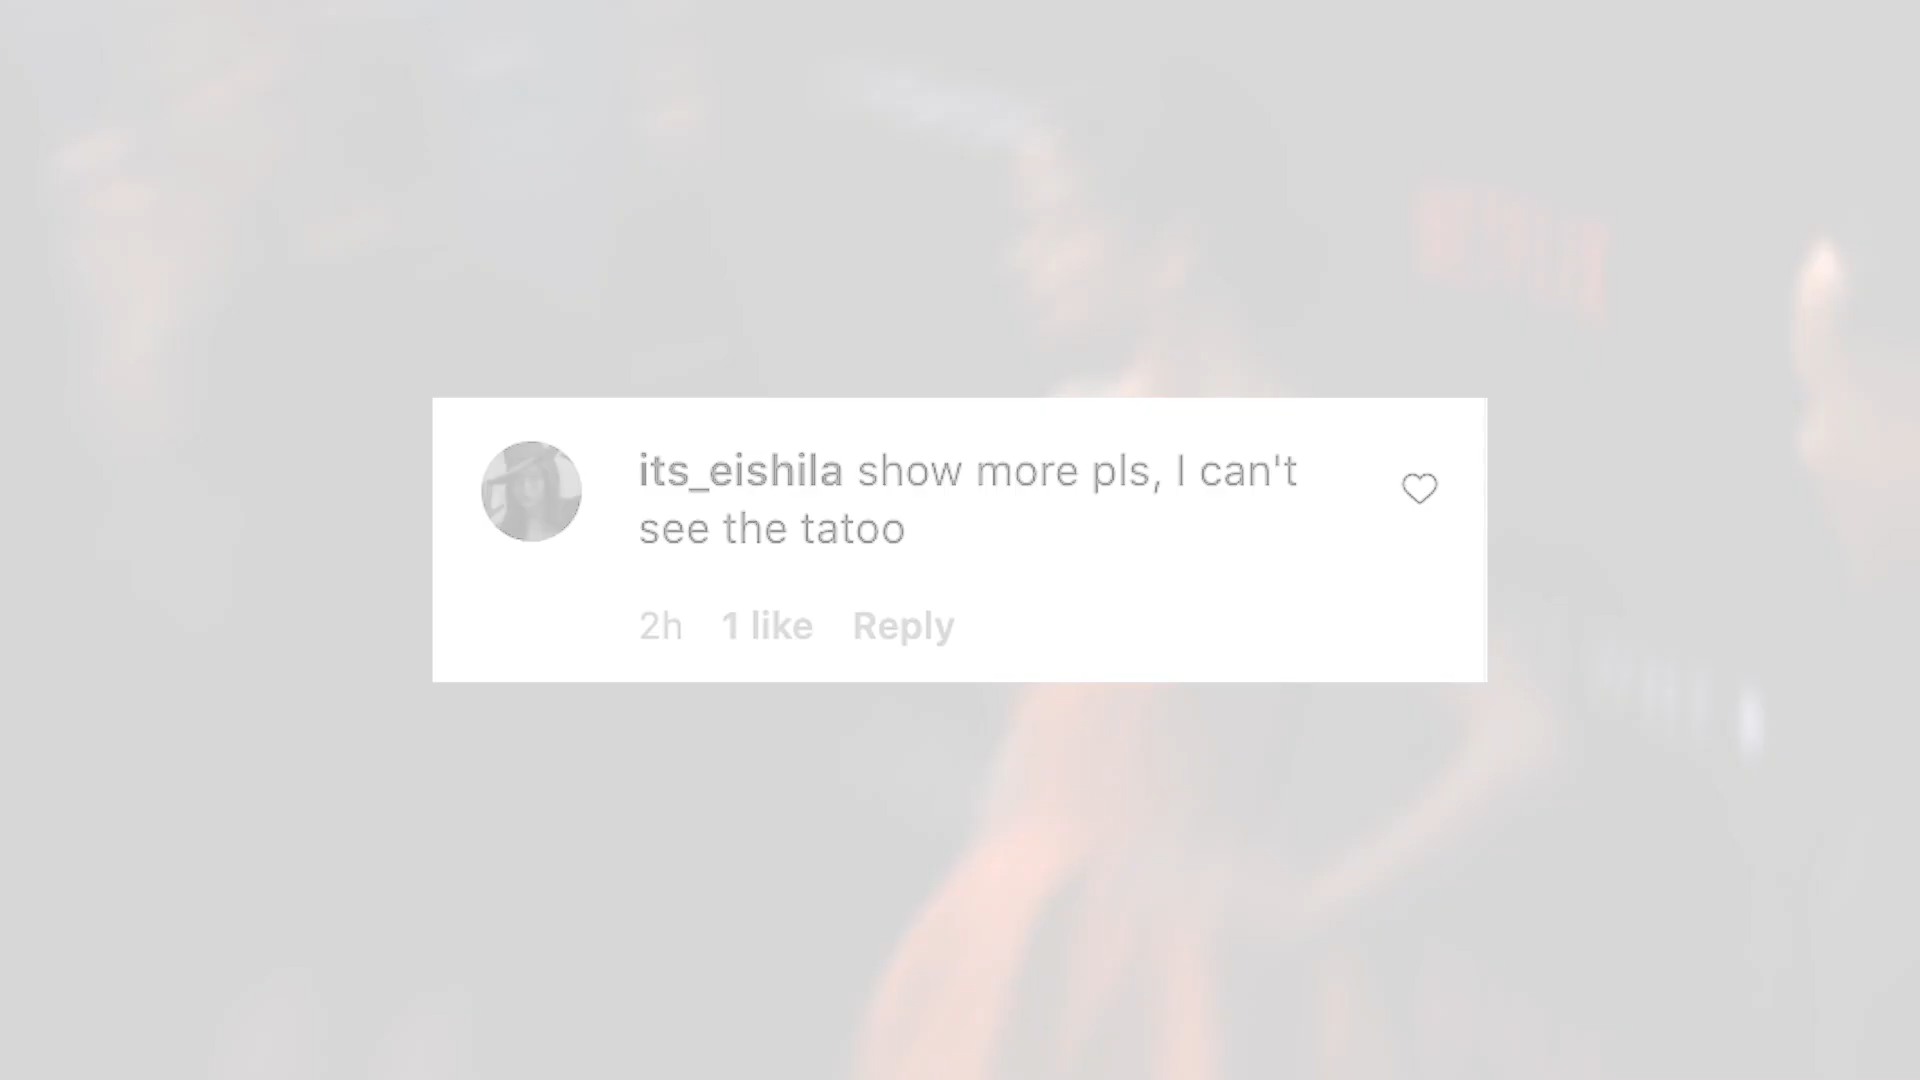 its_eishila show more pls, I can't
see the tatoo
2h 1 like Reply